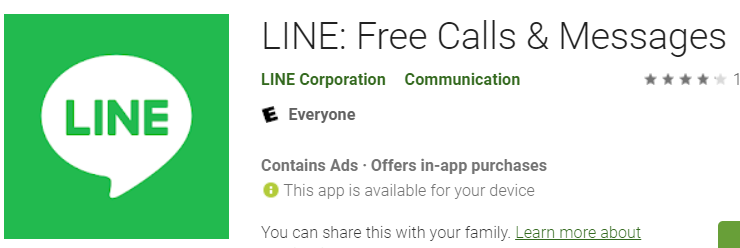 LINE: Free Calls & Messages
LINE
LINE Corporation Communication
E Everyone
Contains Ads · Offers in-app purchases
This app is available for your device
You can share this with your family. Learn more about